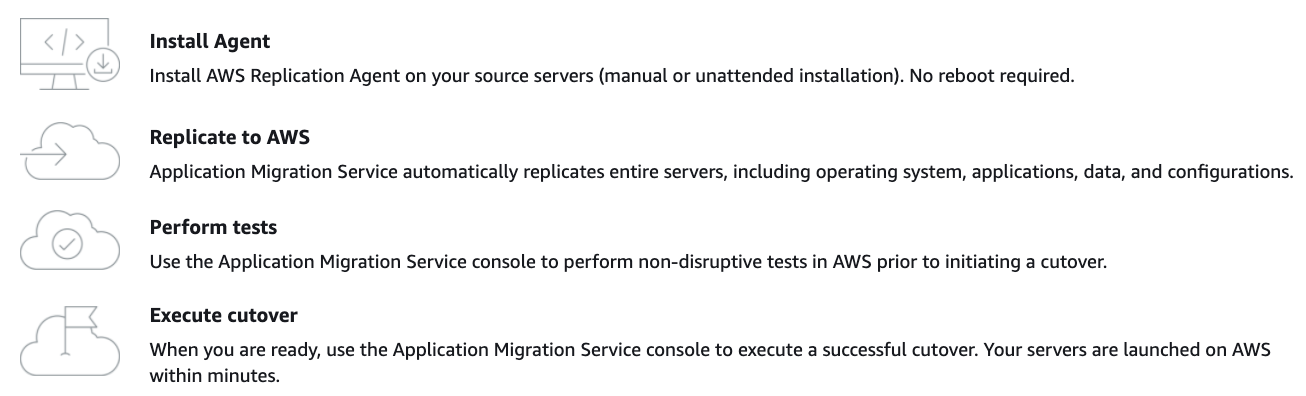 </>
Install Agent
Install AWS Replication Agent on your source servers (manual or unattended installation). No reboot required.
Replicate to AWS
Application Migration Service automatically replicates entire servers, including operating system, applications, data, and configurations.
Perform tests
Use the Application Migration Service console to perform non-disruptive tests in AWS prior to initiating a cutover.
Execute cutover
When you are ready, use the Application Migration Service console to execute a successful cutover. Your servers are launched on AWS
within minutes.